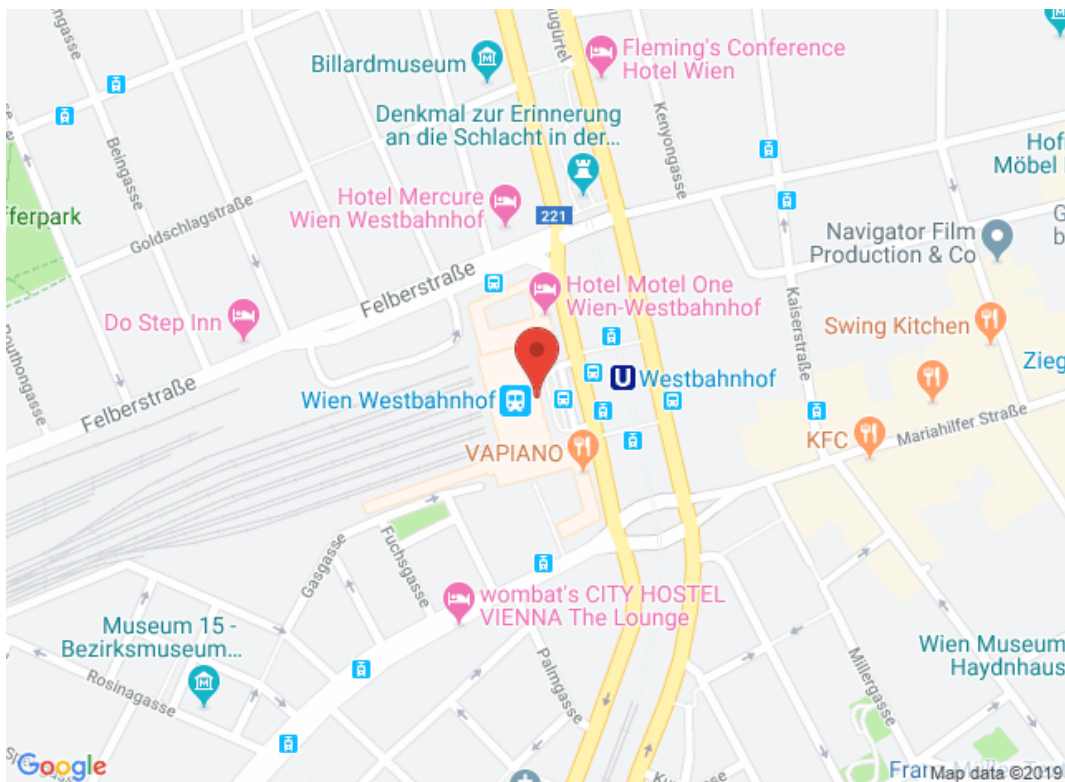 Billardmuseum
Fleming's Conference
Hotel Wien
Denkmal zur Erinnerung
an die Schlacht in der...
Kenyongasse
Beingasse
Hotel Mercure
Wien Westbahnhof
221
Möbel
Goldschlagstraße
Navigator Film
Production & Co
Felberstraße
Hotel Motel One
Wien-Westbahnhof
Kaiserstraße
Do Step Inn
Swing Kitchen
Felberstraße
Wien Westbahnhof
U Westbahnhof
Mariahilfer Straße
KFC
VAPIANO
Gasgasse
Fuchsgasse
wombat's CITY HOSTEL
VIENNA The Lounge
Museum 15 -
Bezirksmuseum...
Wien Museum
Haydnhaus
Rosinagasse
Palmgasse
Millergasse
Google
Map data ©2019